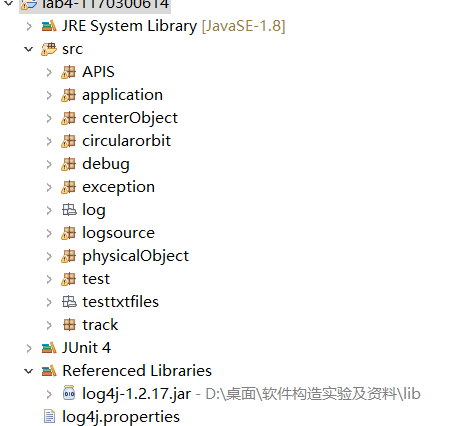 lab4-1170300614
JRE System Library [JavaSE-1.8]
src
APIS
application
centerObject
circularorbit
debug
exception
log
logsource
physicalObject
test
testtxtfiles
track
JUnit 4
Referenced Libraries
log4j-1.2.17.jar - D:\桌面\软件构造实验及资料\lib
log4j.properties